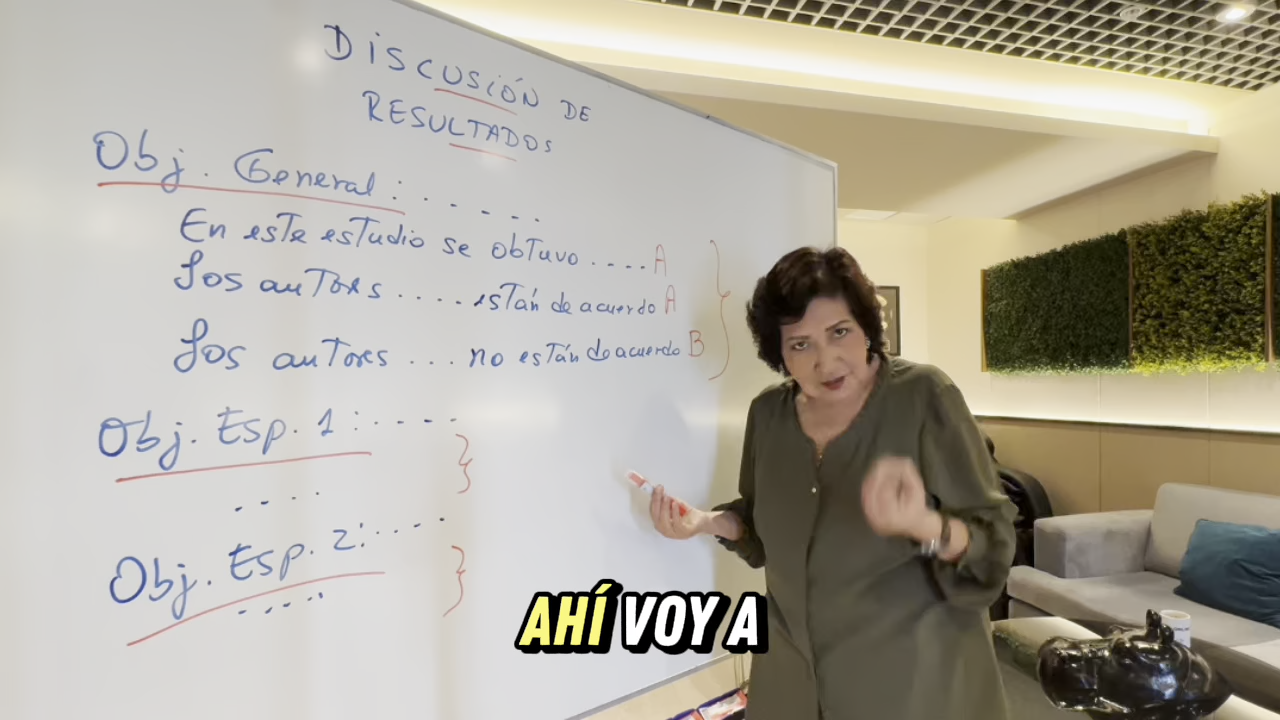 DISCUSIÓN DE
RESULTADOS
Obj. General : . . - - - .
En este estudio se obtuvo . . . . - A
Los autores . . . . . están de acuerdo A
Los autores . . . no están de acuerdo B
Obj. Esp. 1 : - - - -
- . . .
Obj. Esp. 2 : . - - - .
- . - . .
AHÍ VOY A